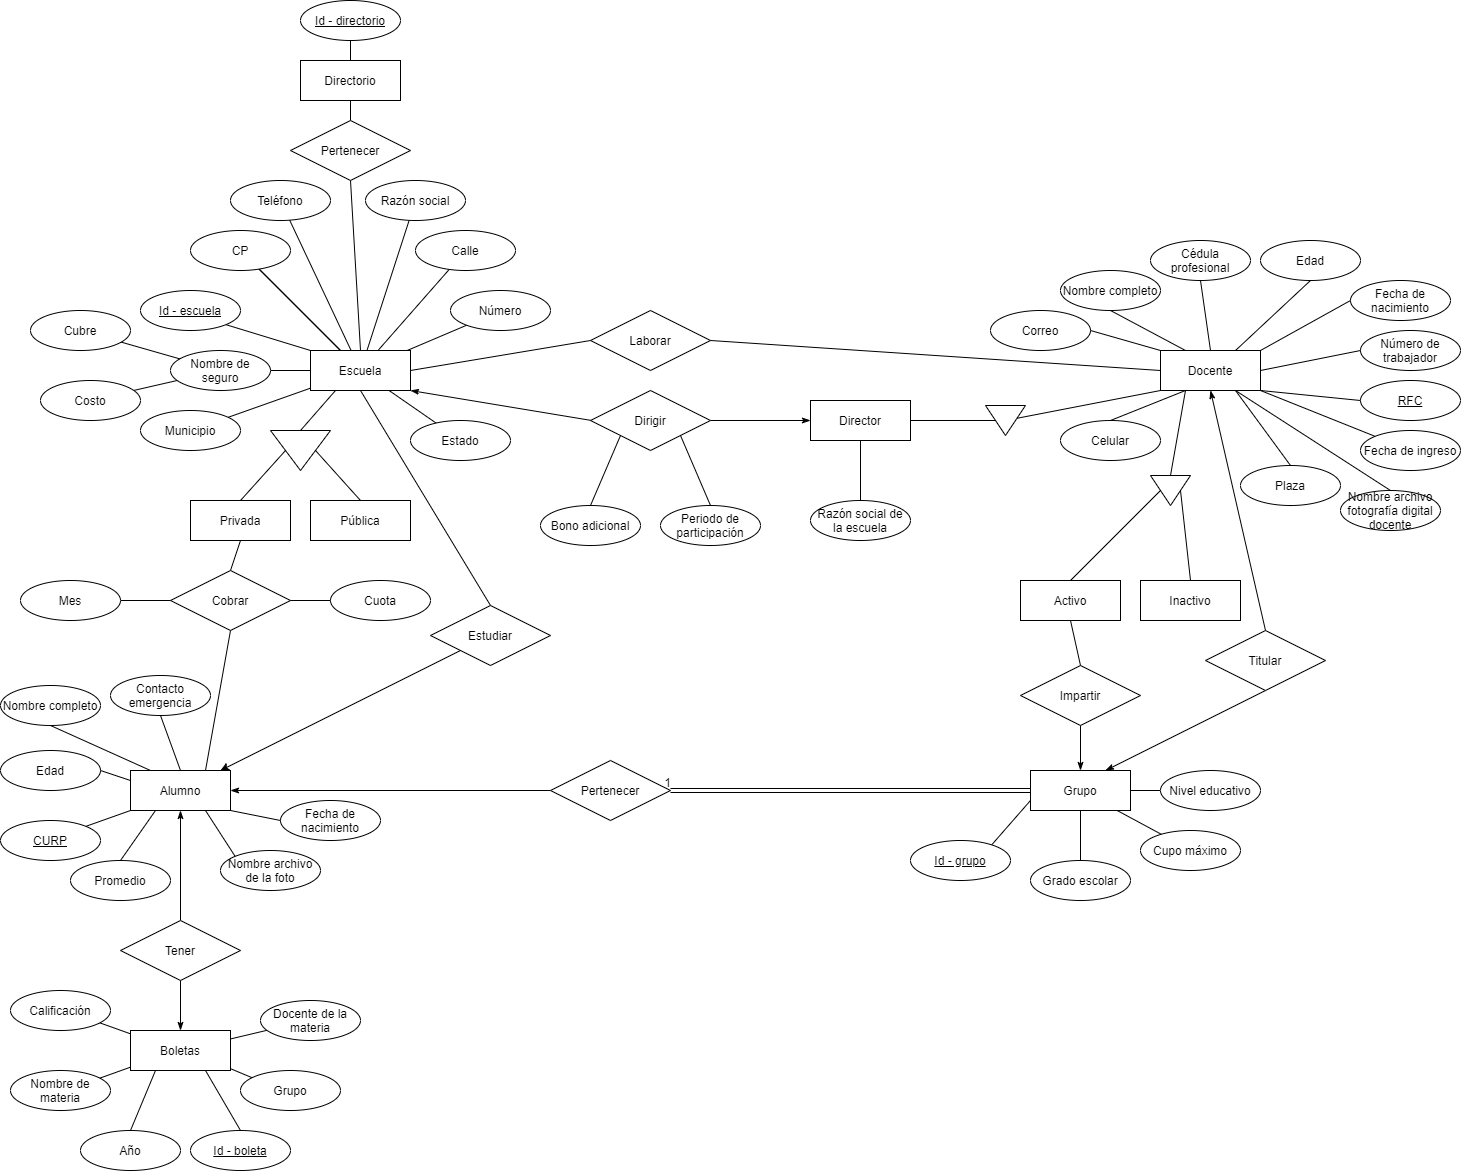 Id - directorio
Directorio
Pertenecer
Teléfono
Razón social
CP
Calle
Id - escuela
Número
Cubre
Nombre de
seguro
Escuela
Costo
Municipio
Estado
Laborar
Dirigir
Director
Bono adicional
Periodo de
participación
Razón social de
la escuela
Cédula
profesional
Edad
Nombre completo
Fecha de
nacimiento
Correo
Número de
trabajador
Docente
RFC
Celular
Fecha de ingreso
Plaza
Nombre archivo
fotografía digital
docente
Privada
Pública
Mes
Cobrar
Cuota
Estudiar
Activo
Inactivo
Impartir
Titular
Nombre completo
Contacto
emergencia
Edad
Alumno
Fecha de
nacimiento
CURP
Promedio
Nombre archivo
de la foto
Pertenecer
1
Grupo
Nivel educativo
Id - grupo
Cupo máximo
Grado escolar
Tener
Calificación
Docente de la
materia
Boletas
Nombre de
materia
Grupo
Año
Id - boleta